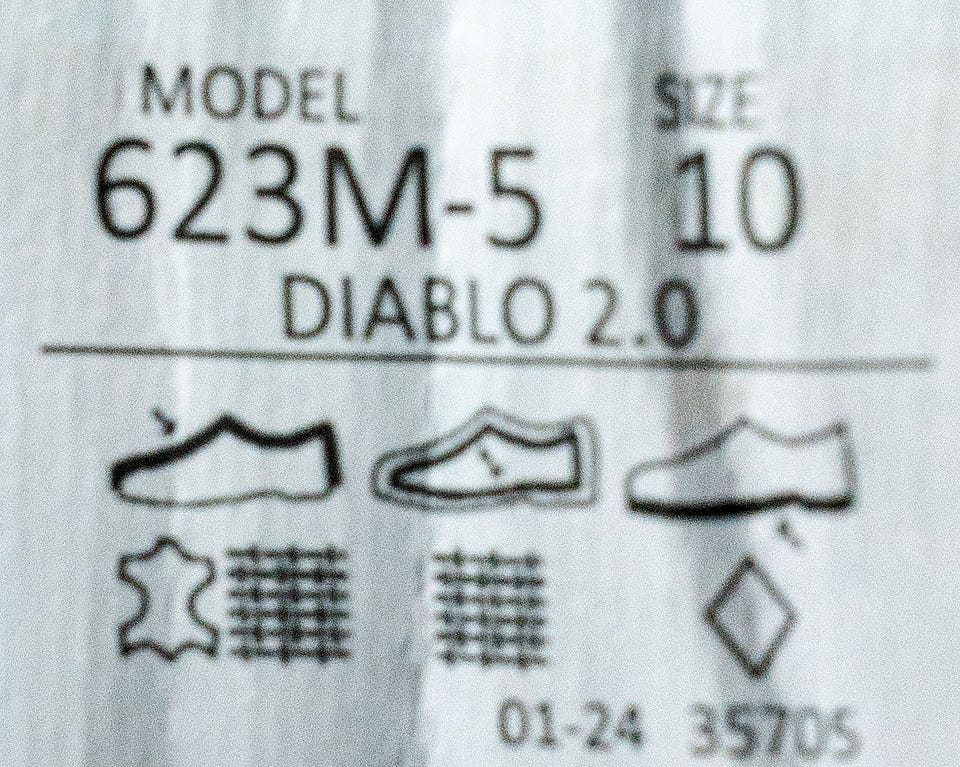 MODEL SIZE
623M-5 10
DIABLO 2.0
01-24 35705